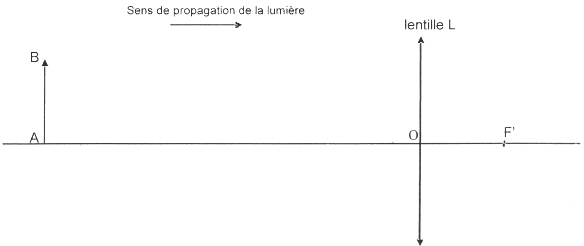 Sens de propagation de la lumière
lentille L
B
A
O
F'